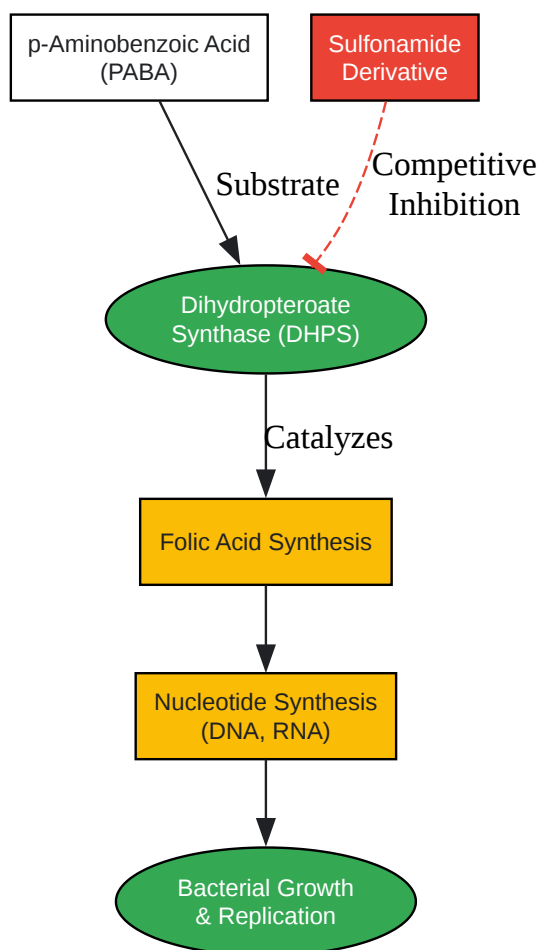 p-Aminobenzoic Acid
(PABA)
Sulfonamide
Derivative
Substrate
Competitive
Inhibition
Dihydropteroate
Synthase (DHPS)
Catalyzes
Folic Acid Synthesis
Nucleotide Synthesis
(DNA, RNA)
Bacterial Growth
& Replication